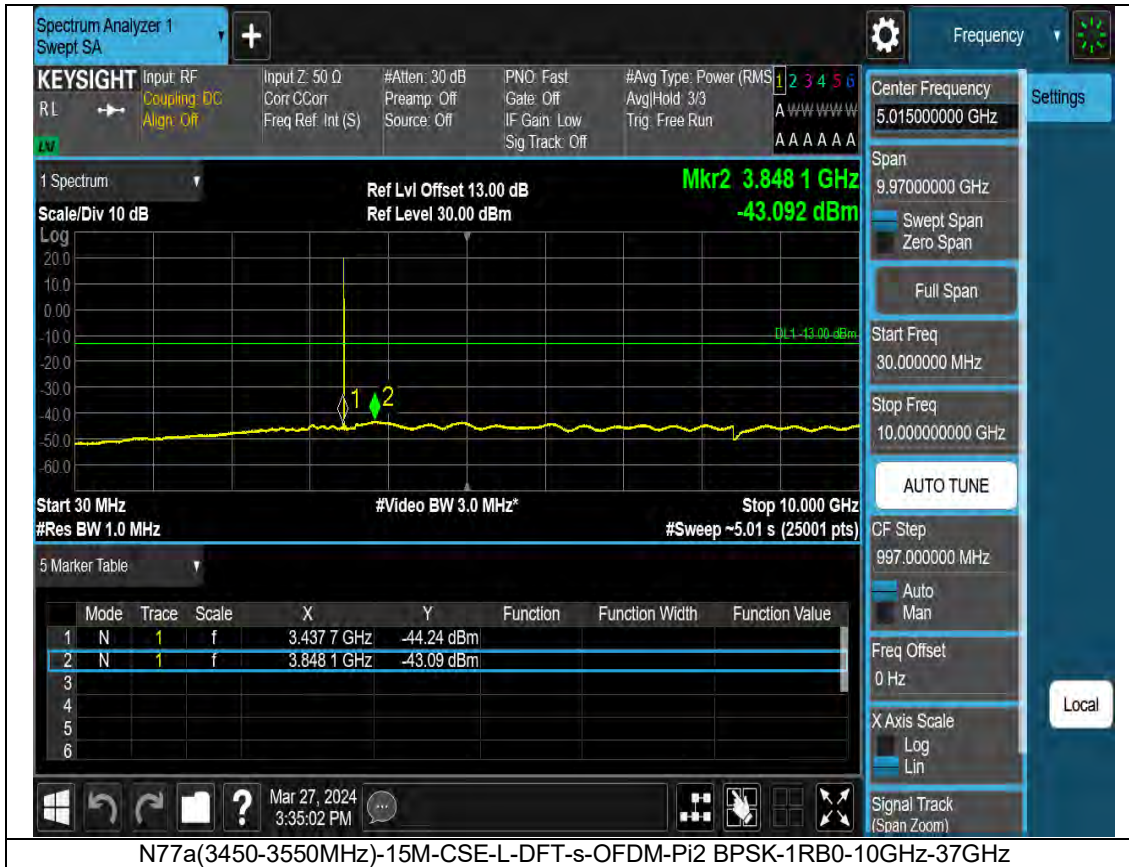 Spectrum Analyzer 1
Swept SA
+
Frequency
KEYSIGHT
Input: RF
Coupling: DC
Align: Off
Input Z: 50 Ω
Corr CCorr
Freq Ref: Int (S)
#Atten: 30 dB
Preamp: Off
Source: Off
PNO: Fast
Gate: Off
IF Gain: Low
Sig Track: Off
#Avg Type: Power (RMS
Avg|Hold: 3/3
Trig: Free Run
1 2 3 4 5 6
A W W W W W
A A A A A A
R L
LXI
Center Frequency
5.015000000 GHz
Settings
1 Spectrum
Ref Lvl Offset 13.00 dB
Mkr2 3.848 1 GHz
Scale/Div 10 dB
Ref Level 30.00 dBm
-43.092 dBm
Log
20.0
10.0
0.00
-10.0
-20.0
-30.0
-40.0
-50.0
-60.0
DL1 -13.00 dBm
1
2
Start 30 MHz
#Video BW 3.0 MHz*
Stop 10.000 GHz
#Res BW 1.0 MHz
#Sweep ~5.01 s (25001 pts)
Span
9.97000000 GHz
Swept Span
Zero Span
Full Span
Start Freq
30.000000 MHz
Stop Freq
10.000000000 GHz
AUTO TUNE
CF Step
997.000000 MHz
Auto
Man
Freq Offset
0 Hz
X Axis Scale
Log
Lin
Signal Track
(Span Zoom)
Local
5 Marker Table
Mode Trace Scale X Y Function Function Width Function Value
1 N 1 f 3.437 7 GHz -44.24 dBm
2 N 1 f 3.848 1 GHz -43.09 dBm
3
4
5
6
?
Mar 27, 2024
3:35:02 PM
N77a(3450-3550MHz)-15M-CSE-L-DFT-s-OFDM-Pi2 BPSK-1RB0-10GHz-37GHz